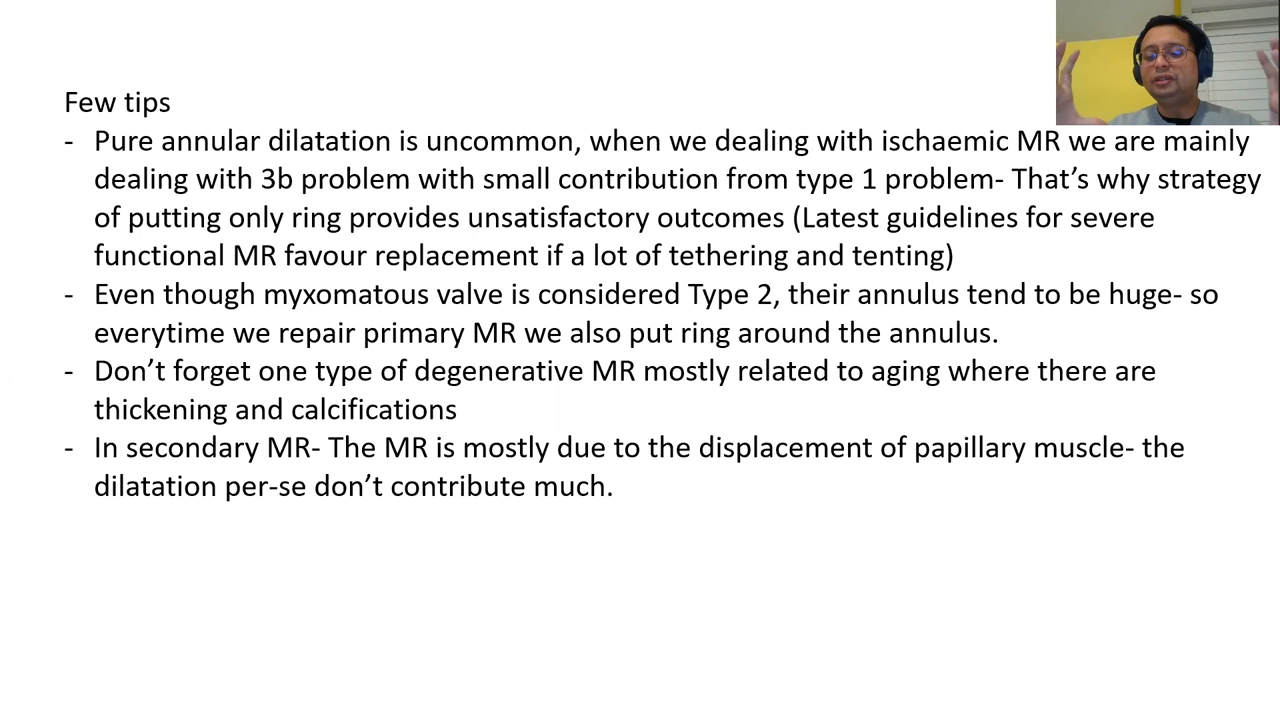 Few tips
- Pure annular dilatation is uncommon, when we dealing with ischaemic MR we are mainly
dealing with 3b problem with small contribution from type 1 problem- That’s why strategy
of putting only ring provides unsatisfactory outcomes (Latest guidelines for severe
functional MR favour replacement if a lot of tethering and tenting)
- Even though myxomatous valve is considered Type 2, their annulus tend to be huge- so
everytime we repair primary MR we also put ring around the annulus.
- Don’t forget one type of degenerative MR mostly related to aging where there are
thickening and calcifications
- In secondary MR- The MR is mostly due to the displacement of papillary muscle- the
dilatation per-se don’t contribute much.